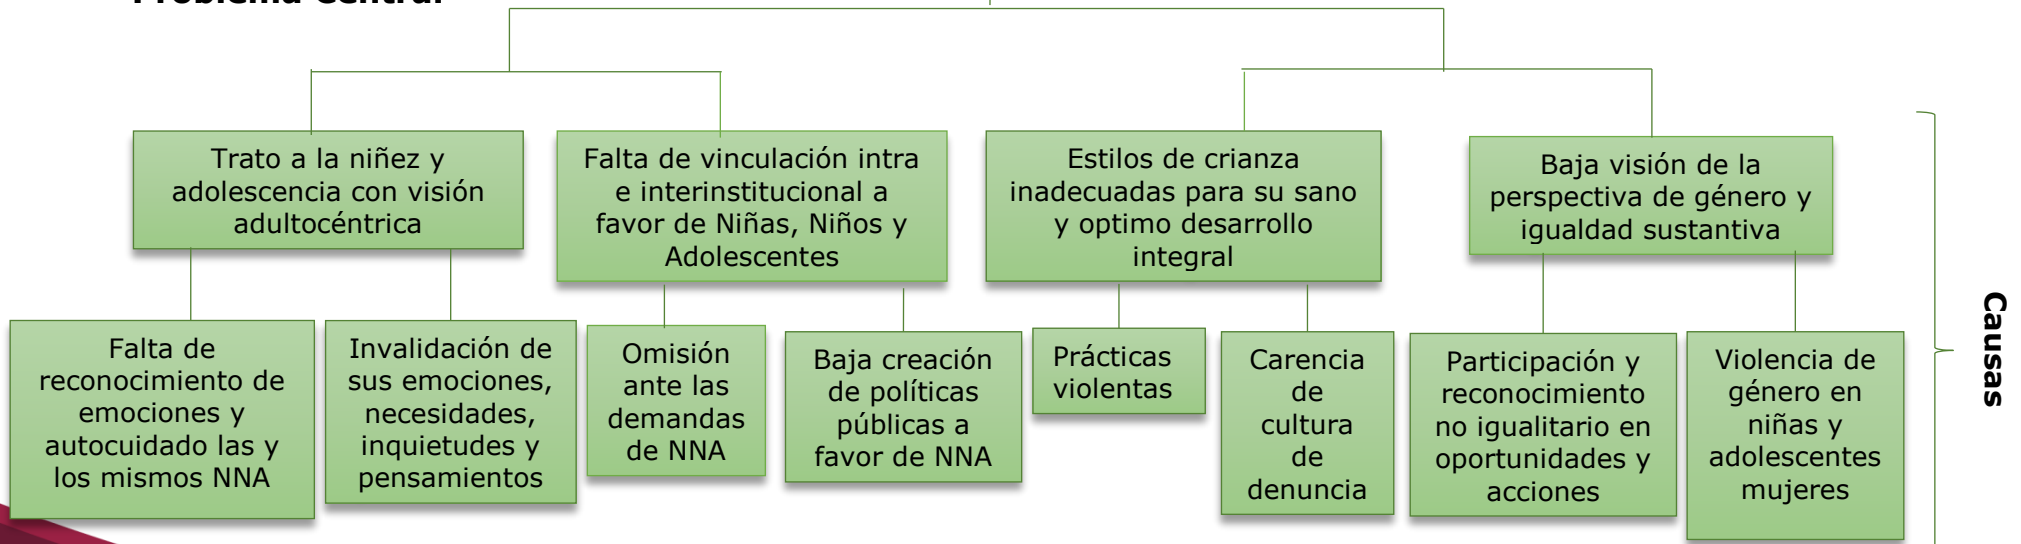 Problema Central
Trato a la niñez y
adolescencia con visión
adultocéntrica
Falta de vinculación intra
e interinstitucional a
favor de Niñas, Niños y
Adolescentes
Estilos de crianza
inadecuadas para su sano
y optimo desarrollo
integral
Baja visión de la
perspectiva de género y
igualdad sustantiva
Falta de
reconocimiento de
emociones y
autocuidado las y
los mismos NNA
Invalidación de
sus emociones,
necesidades,
inquietudes y
pensamientos
Omisión
ante las
demandas
de NNA
Baja creación
de políticas
públicas a
favor de NNA
Prácticas
violentas
Carencia
de
cultura
de
denuncia
Participación y
reconocimiento
no igualitario en
oportunidades y
acciones
Violencia de
género en
niñas y
adolescentes
mujeres
Causas